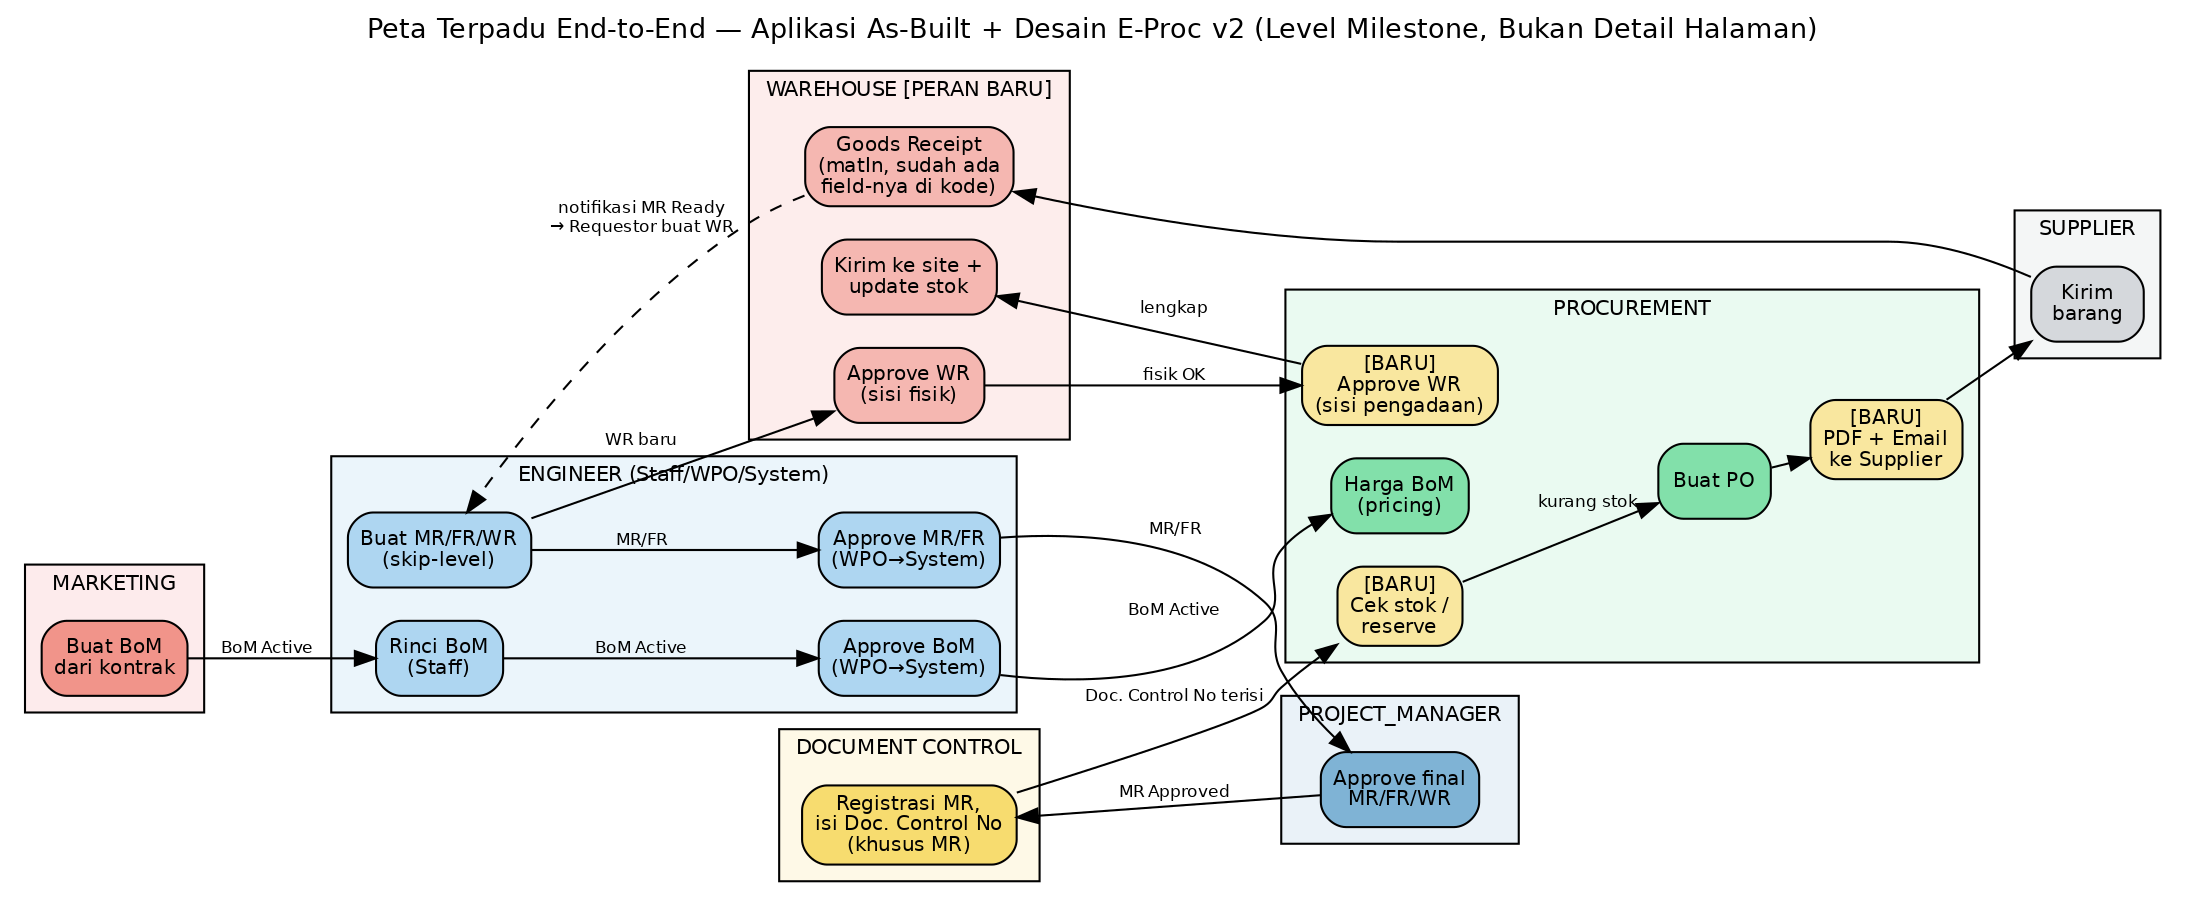 Peta Terpadu End-to-End — Aplikasi As-Built + Desain E-Proc v2 (Level Milestone, Bukan Detail Halaman)
WAREHOUSE [PERAN BARU]
Goods Receipt
(matIn, sudah ada
field-nya di kode)
notifikasi MR Ready
→ Requestor buat WR
Kirim ke site +
update stok
Approve WR
(sisi fisik)
SUPPLIER
Kirim
barang
PROCUREMENT
lengkap
fisik OK
[BARU]
Approve WR
(sisi pengadaan)
Harga BoM
(pricing)
[BARU]
Cek stok /
reserve
kurang stok
Buat PO
[BARU]
PDF + Email
ke Supplier
WR baru
ENGINEER (Staff/WPO/System)
Buat MR/FR/WR
(skip-level)
MR/FR
Approve MR/FR
(WPO→System)
MR/FR
MARKETING
Buat BoM
dari kontrak
BoM Active
Rinci BoM
(Staff)
BoM Active
Approve BoM
(WPO→System)
BoM Active
Doc. Control No terisi
DOCUMENT CONTROL
Registrasi MR,
isi Doc. Control No
(khusus MR)
MR Approved
PROJECT_MANAGER
Approve final
MR/FR/WR